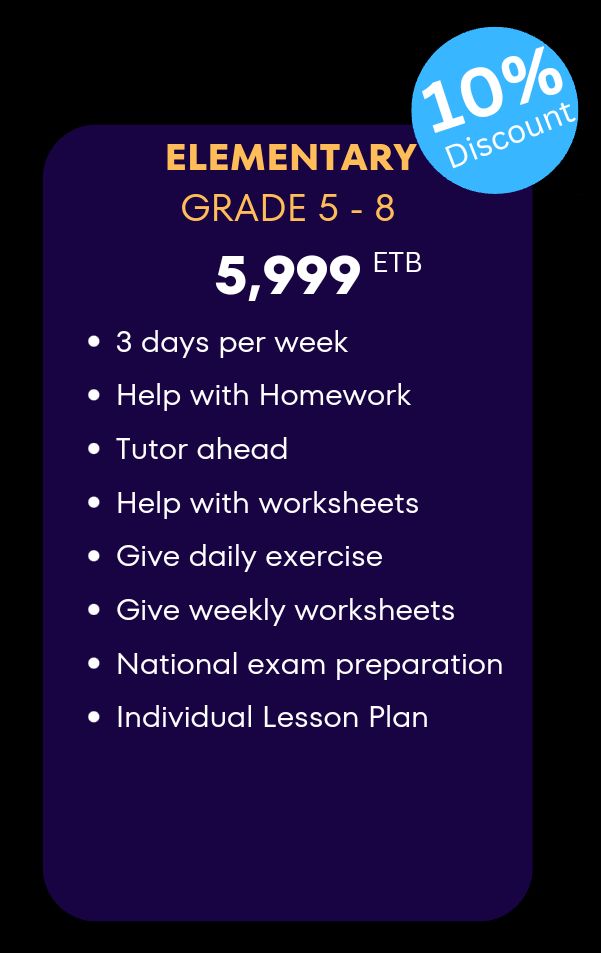 10%
Discount
ELEMENTARY
GRADE 5 - 8
5,999 ETB
• 3 days per week
• Help with Homework
• Tutor ahead
• Help with worksheets
• Give daily exercise
• Give weekly worksheets
• National exam preparation
• Individual Lesson Plan